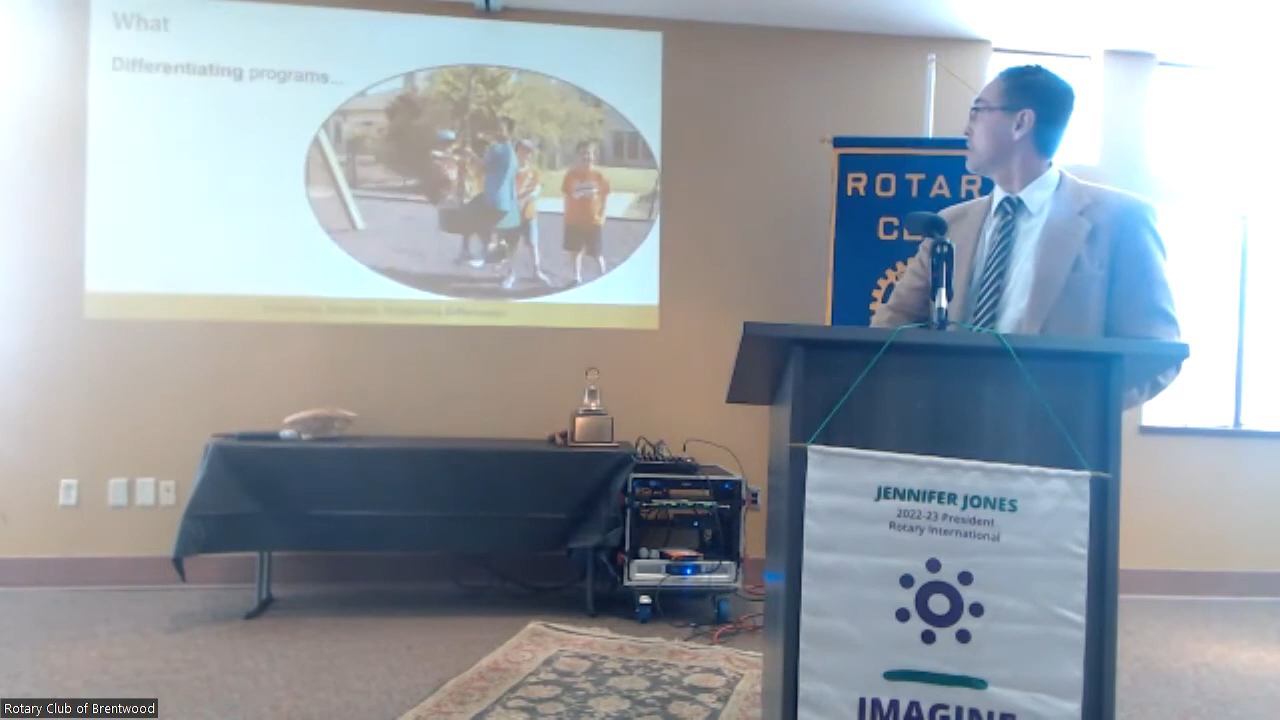 What
Differentiating programs...
ROTAR
CL
JENNIFER JONES
2022-23 President
Rotary International
IMAGINE
Rotary Club of Brentwood